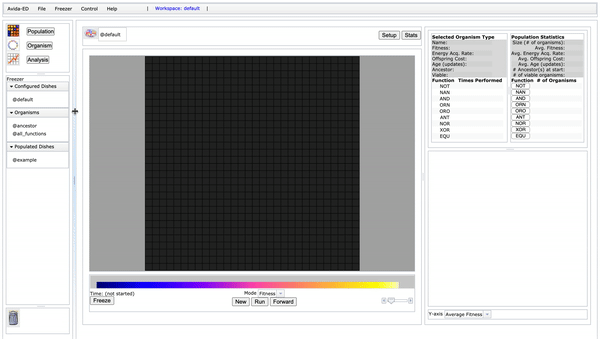 Avida-ED File Freezer Control Help | Workspace: default |
Population
Organism
Analysis
Freezer
Configured Dishes
@default
Organisms
@ancestor
@all_functions
Populated Dishes
@example
@default
Setup Stats
Time: (not started)
Mode Fitness
Freeze
New Run Forward
Selected Organism Type
Name:
Fitness:
Energy Acq. Rate:
Offspring Cost:
Age (updates):
Ancestor:
Viable:
Function Times Performed
NOT
NAN
AND
ORN
ORO
ANT
NOR
XOR
EQU
Population Statistics
Size (# of organisms):
Avg. Fitness:
Avg. Energy Acq. Rate:
Avg. Offspring Cost:
Avg. Age (updates):
# Ancestor(s) at start:
# of viable organisms:
Function # of Organisms
NOT
NAN
AND
ORN
ORO
ANT
NOR
XOR
EQU
Y-axis Average Fitness